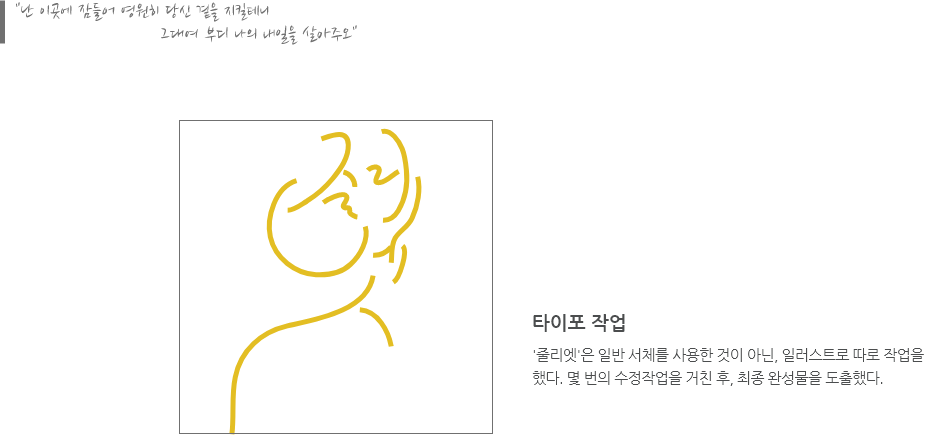 "난 이곳에 잠들어 영원히 당신 곁을 지킬테니
그대여 부디 나의 내일을 살아주오"
줄리
엣
타이포 작업
'줄리엣'은 일반 서체를 사용한 것이 아닌, 일러스트로 따로 작업을
했다. 몇 번의 수정작업을 거친 후, 최종 완성물을 도출했다.